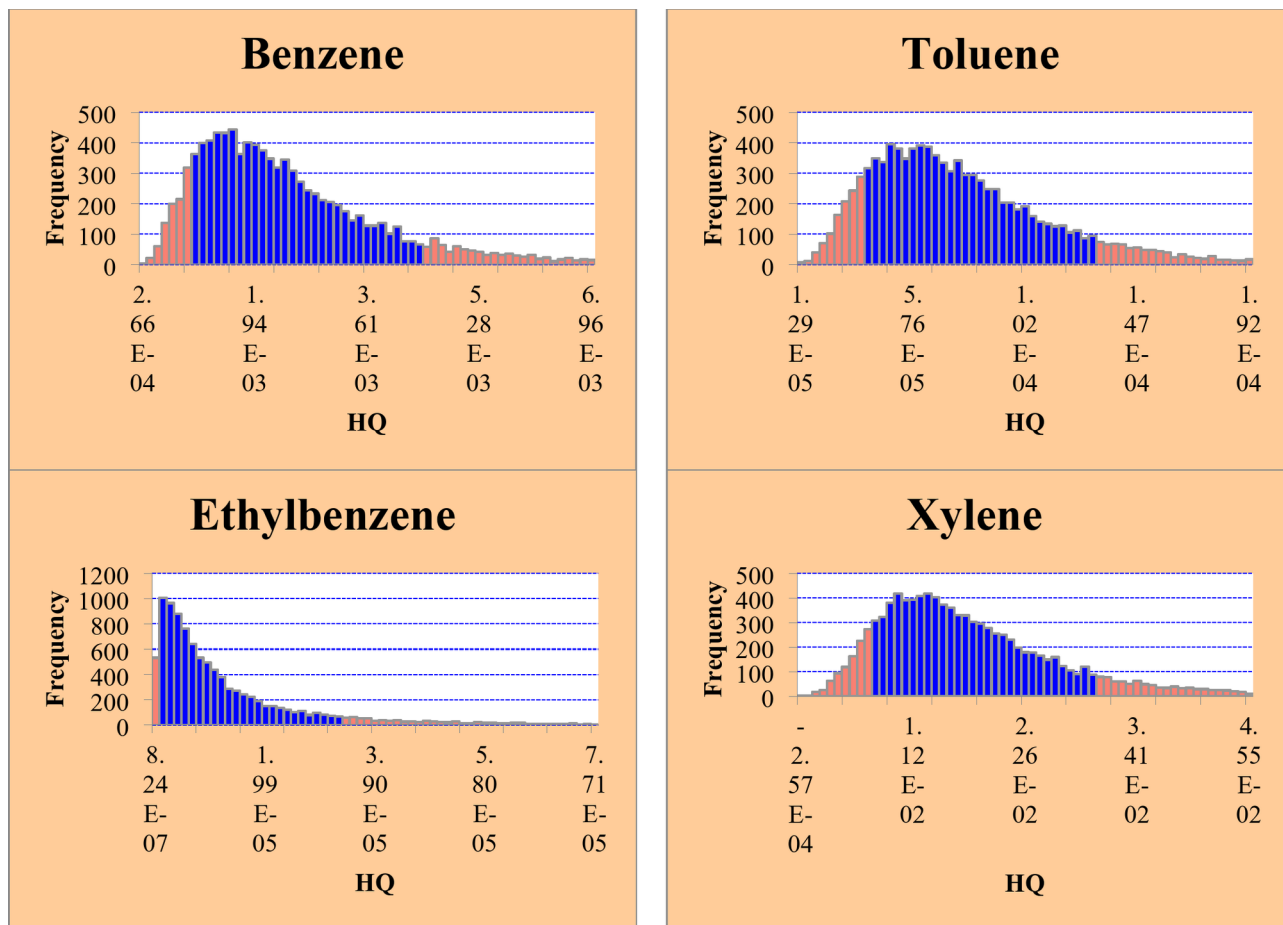 Benzene
Frequency
500
400
300
200
100
0
2.
66
E-
04
1.
94
E-
03
3.
61
E-
03
5.
28
E-
03
6.
96
E-
03
HQ
Toluene
Frequency
500
400
300
200
100
0
1.
29
E-
05
5.
76
E-
05
1.
02
E-
04
1.
47
E-
04
1.
92
E-
04
HQ
Ethylbenzene
Frequency
1200
1000
800
600
400
200
0
8.
24
E-
07
1.
99
E-
05
3.
90
E-
05
5.
80
E-
05
7.
71
E-
05
HQ
Xylene
Frequency
500
400
300
200
100
0
-
2.
57
E-
04
1.
12
E-
02
2.
26
E-
02
3.
41
E-
02
4.
55
E-
02
HQ